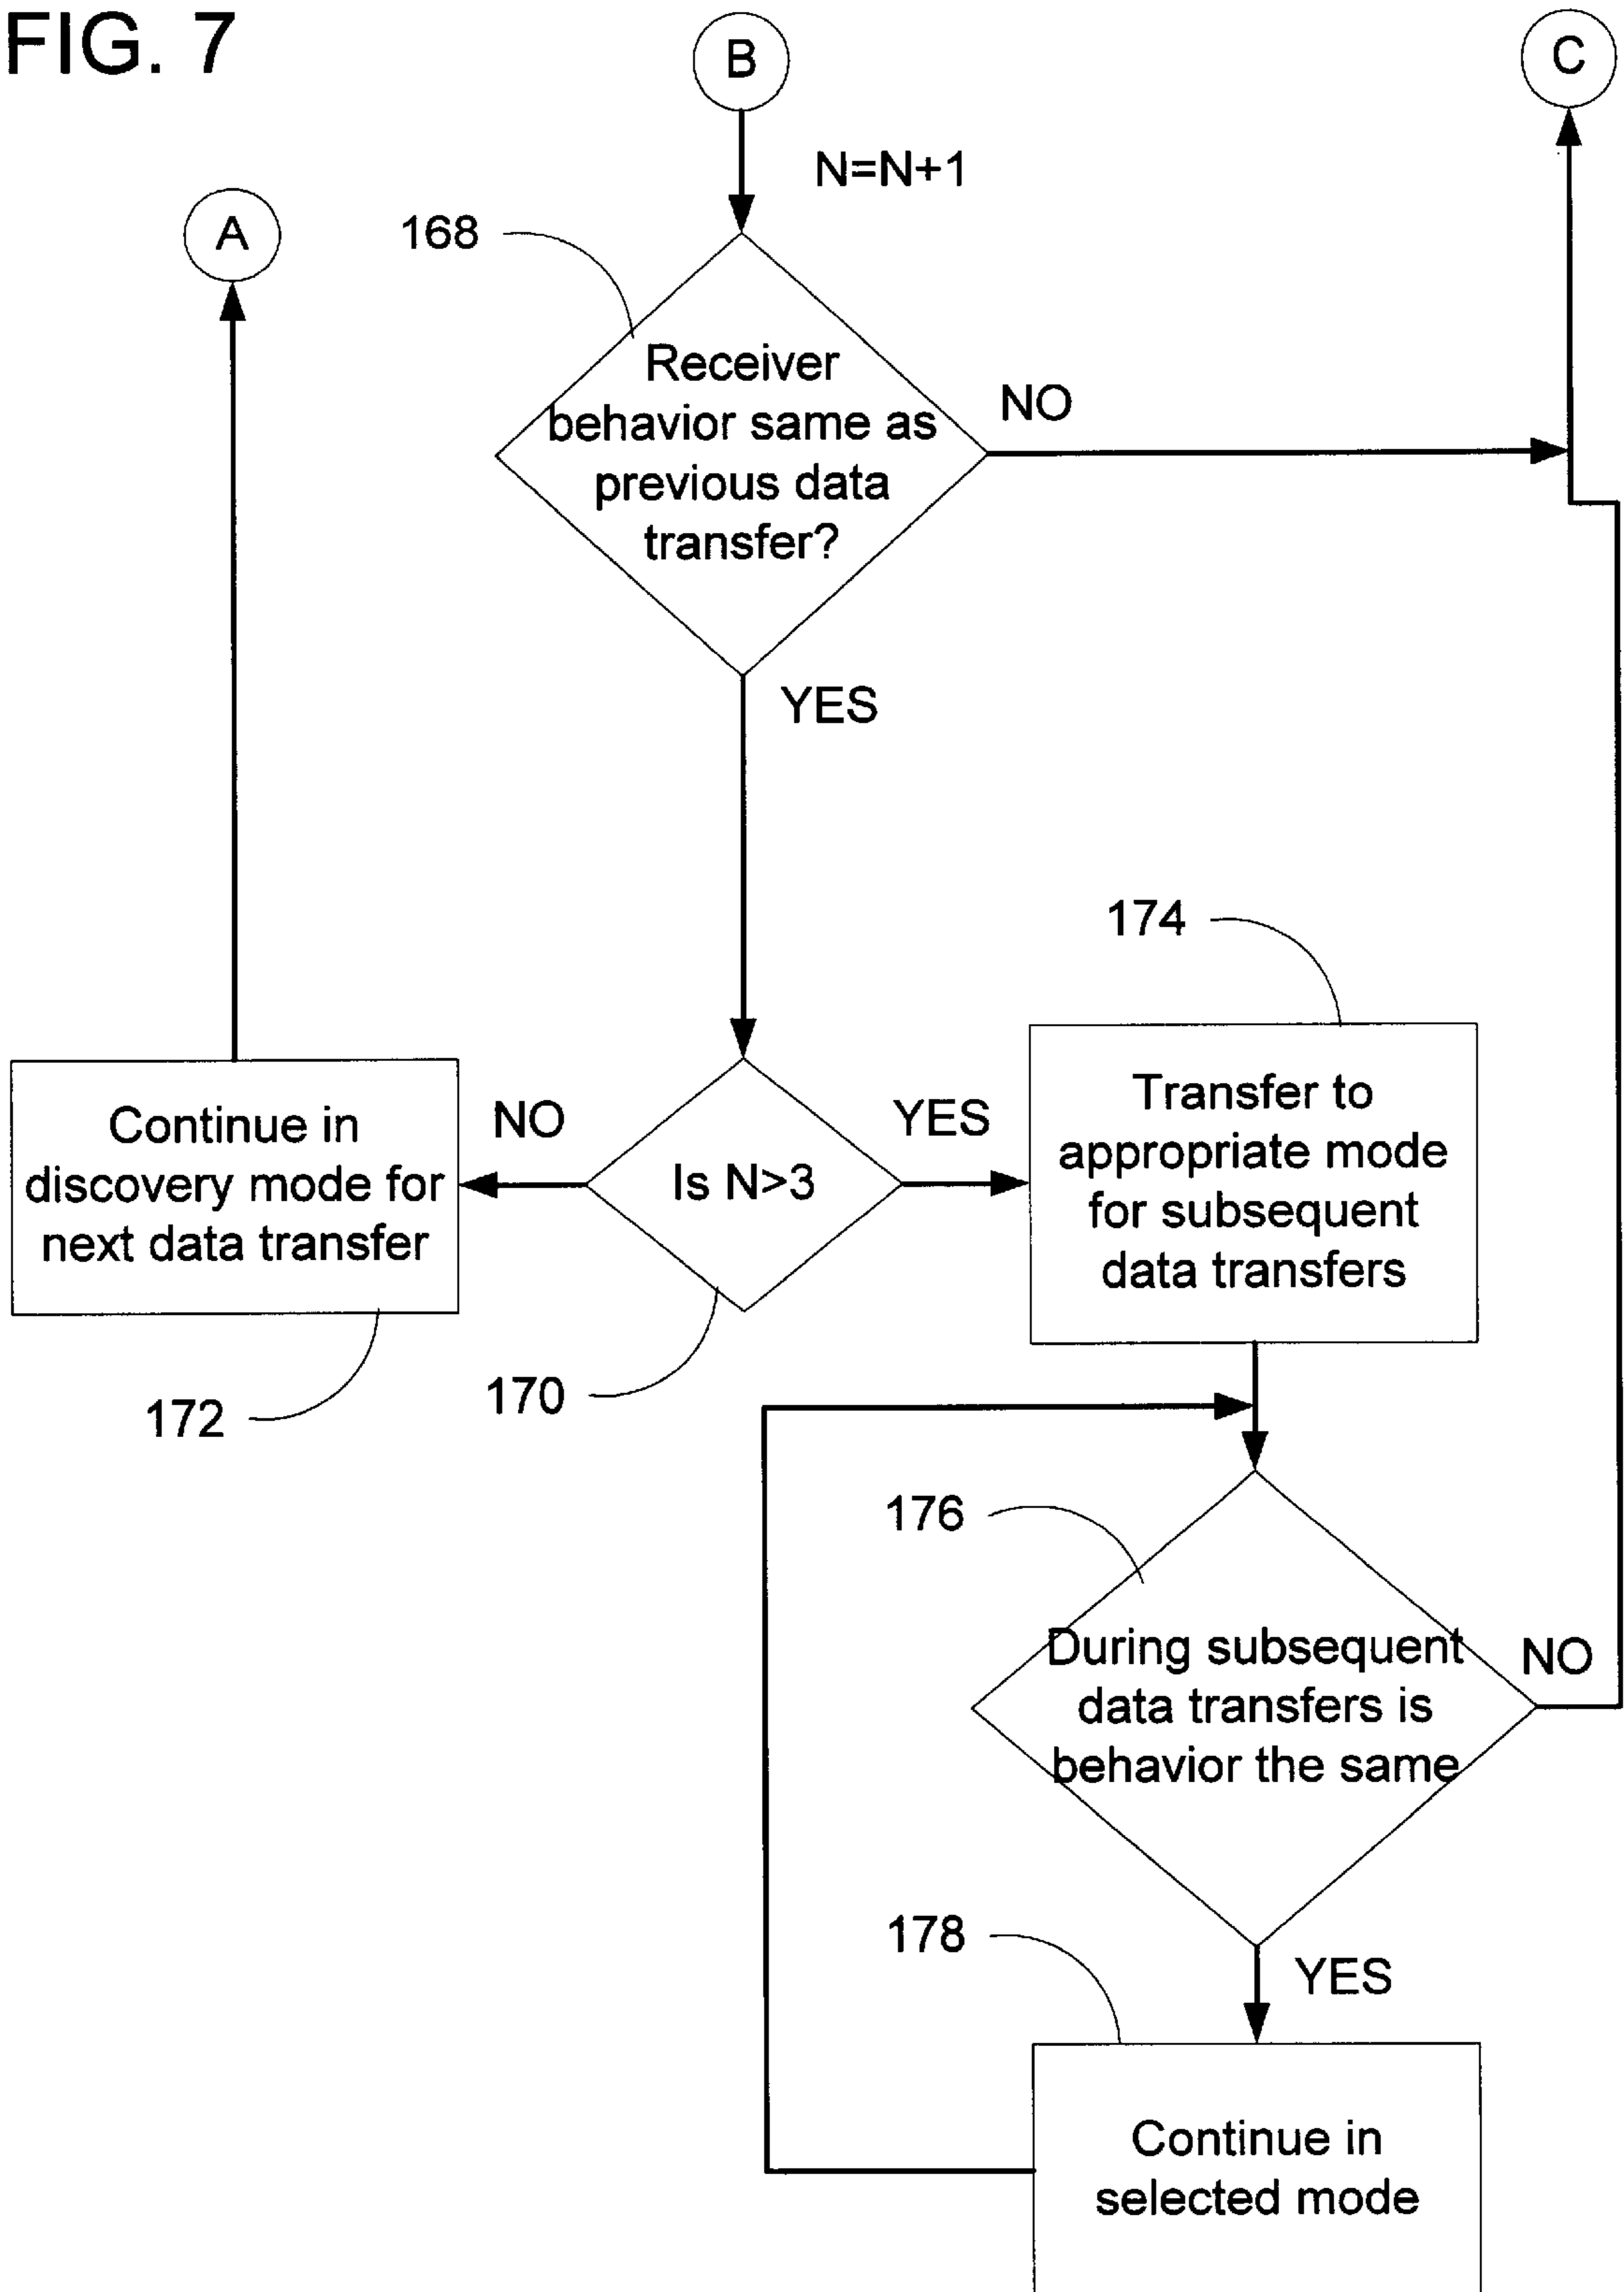 FIG. 7
B
C
N=N+1
A
168
Receiver
behavior same as
previous data
transfer?
NO
YES
174
Continue in
discovery mode for
next data transfer
NO
Is N>3
YES
Transfer to
appropriate mode
for subsequent
data transfers
172
170
176
During subsequent
data transfers is
behavior the same
NO
178
YES
Continue in
selected mode